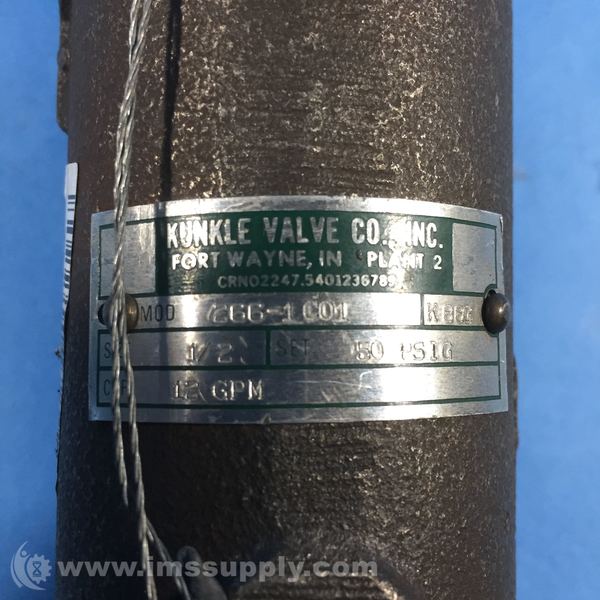 KUNKLE VALVE CO., INC.
FORT WAYNE, IN PLANT 2
CRN02247.5401236789
MOD 266-1C01
1/2 SET 50 PSIG
12 GPM
www.imssupply.com